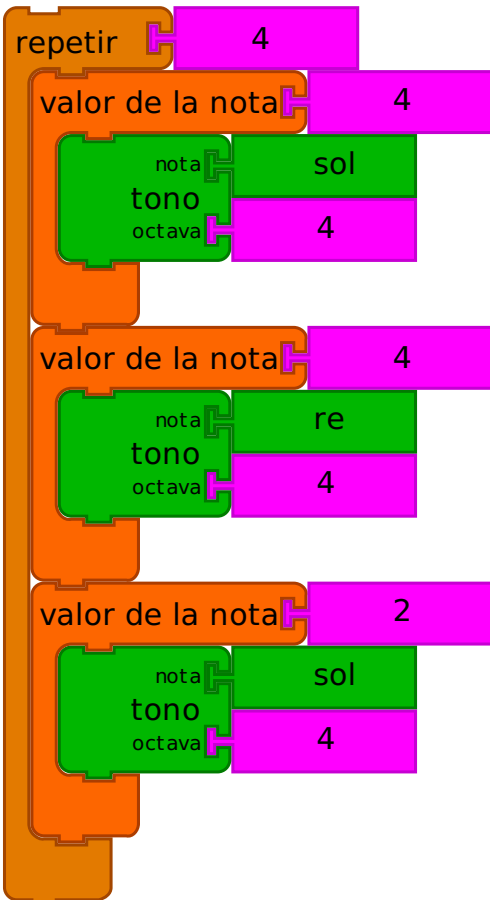 repetir 4
valor de la nota 4
nota sol
tono
octava 4
valor de la nota 4
nota re
tono
octava 4
valor de la nota 2
nota sol
tono
octava 4